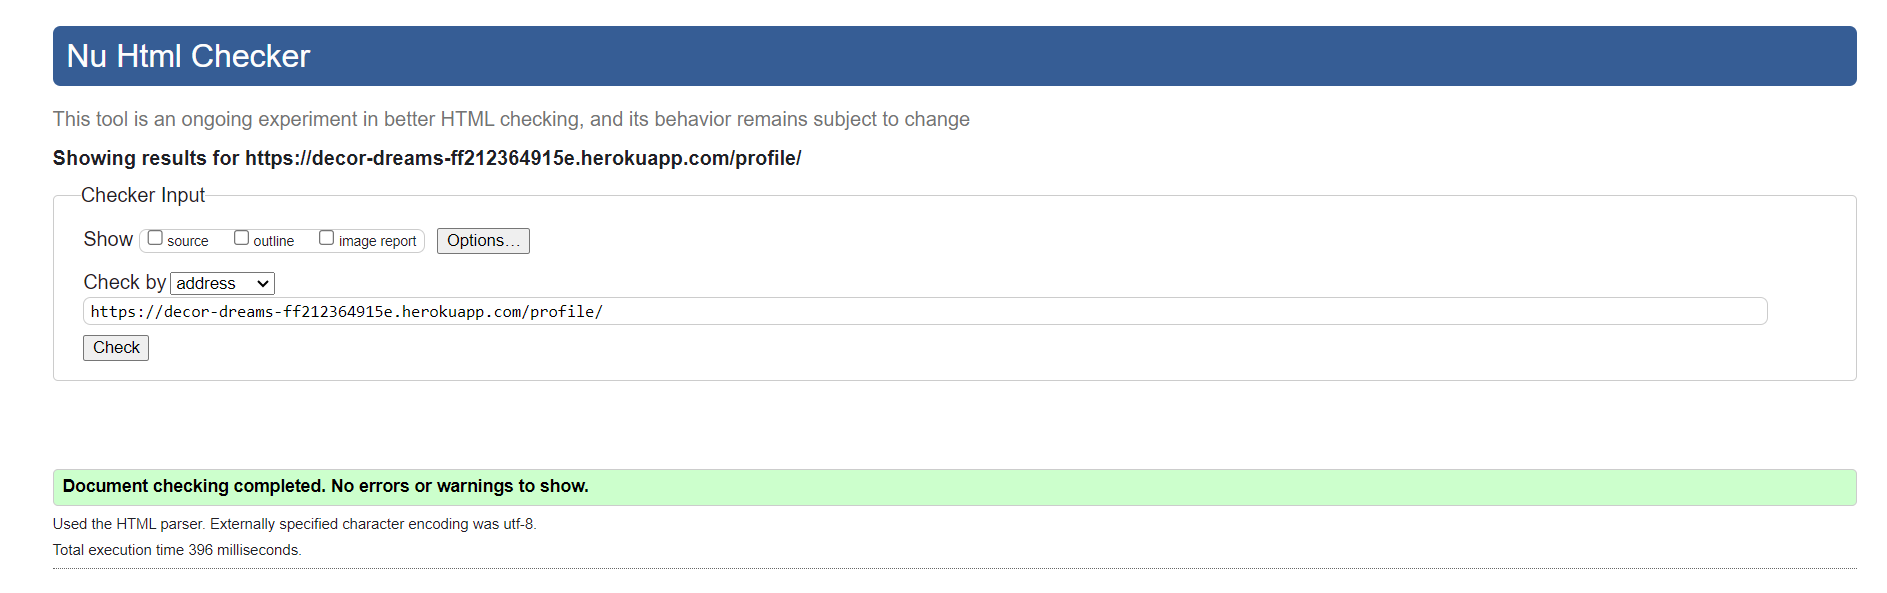 Nu Html Checker
This tool is an ongoing experiment in better HTML checking, and its behavior remains subject to change
Showing results for https://decor-dreams-ff212364915e.herokuapp.com/profile/
Checker Input
Show source outline image report Options...
Check by address
https://decor-dreams-ff212364915e.herokuapp.com/profile/
Check
Document checking completed. No errors or warnings to show.
Used the HTML parser. Externally specified character encoding was utf-8.
Total execution time 396 milliseconds.